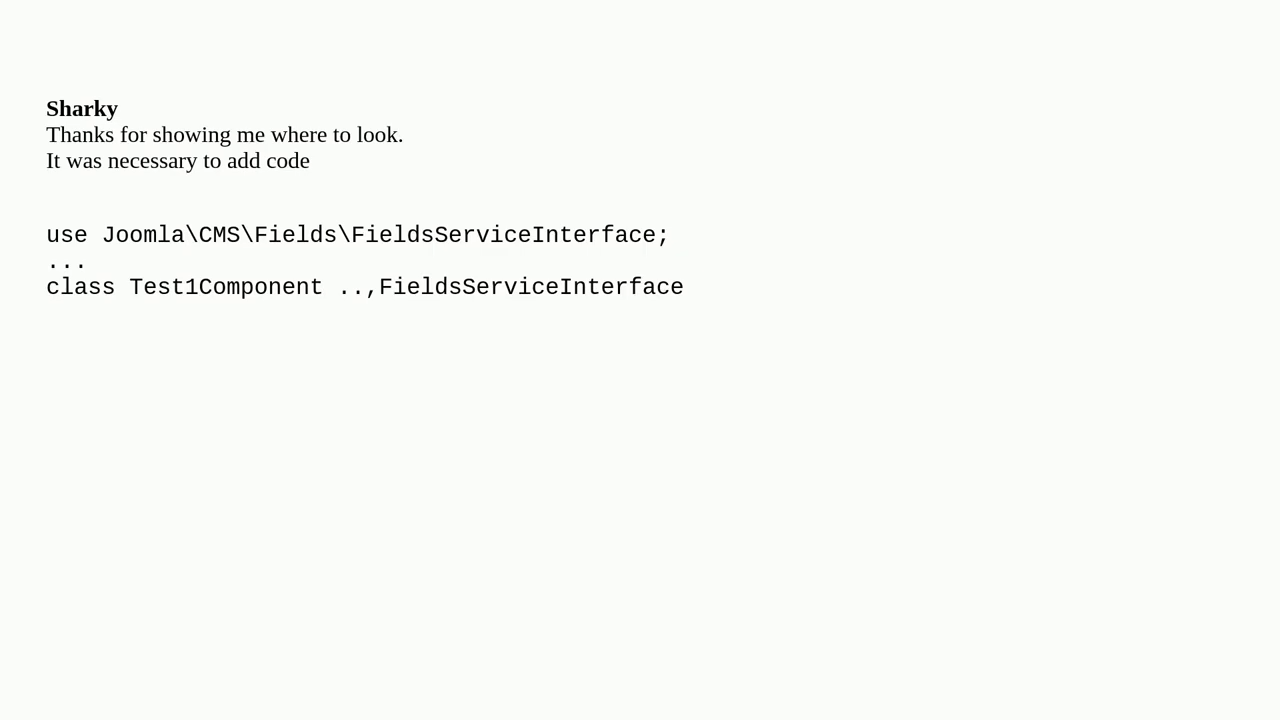 Sharky
Thanks for showing me where to look.
It was necessary to add code
use Joomla\CMS\Fields\FieldsServiceInterface;
...
class Test1Component ..,FieldsServiceInterface